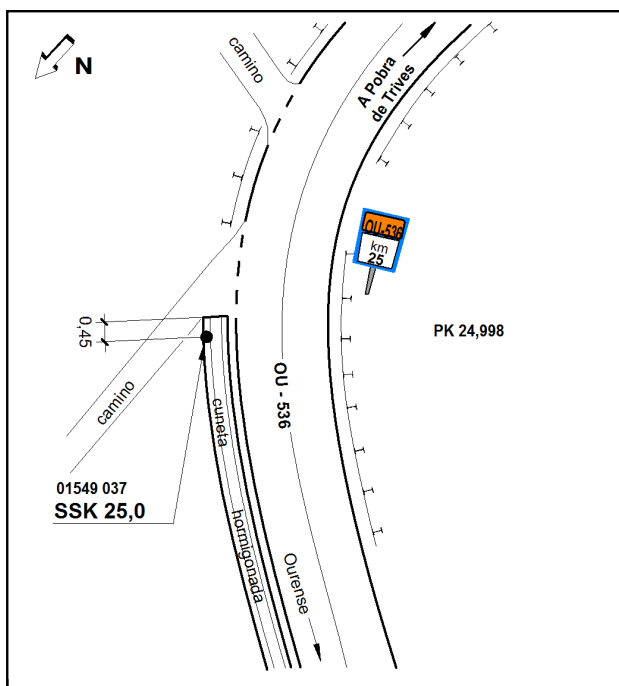 N
camino
A Pobra
de Trives
OU-536
km
25
PK 24,998
0,45
OU - 536
camino
cuneta
01549 037
SSK 25,0
hormigonada
Ourense